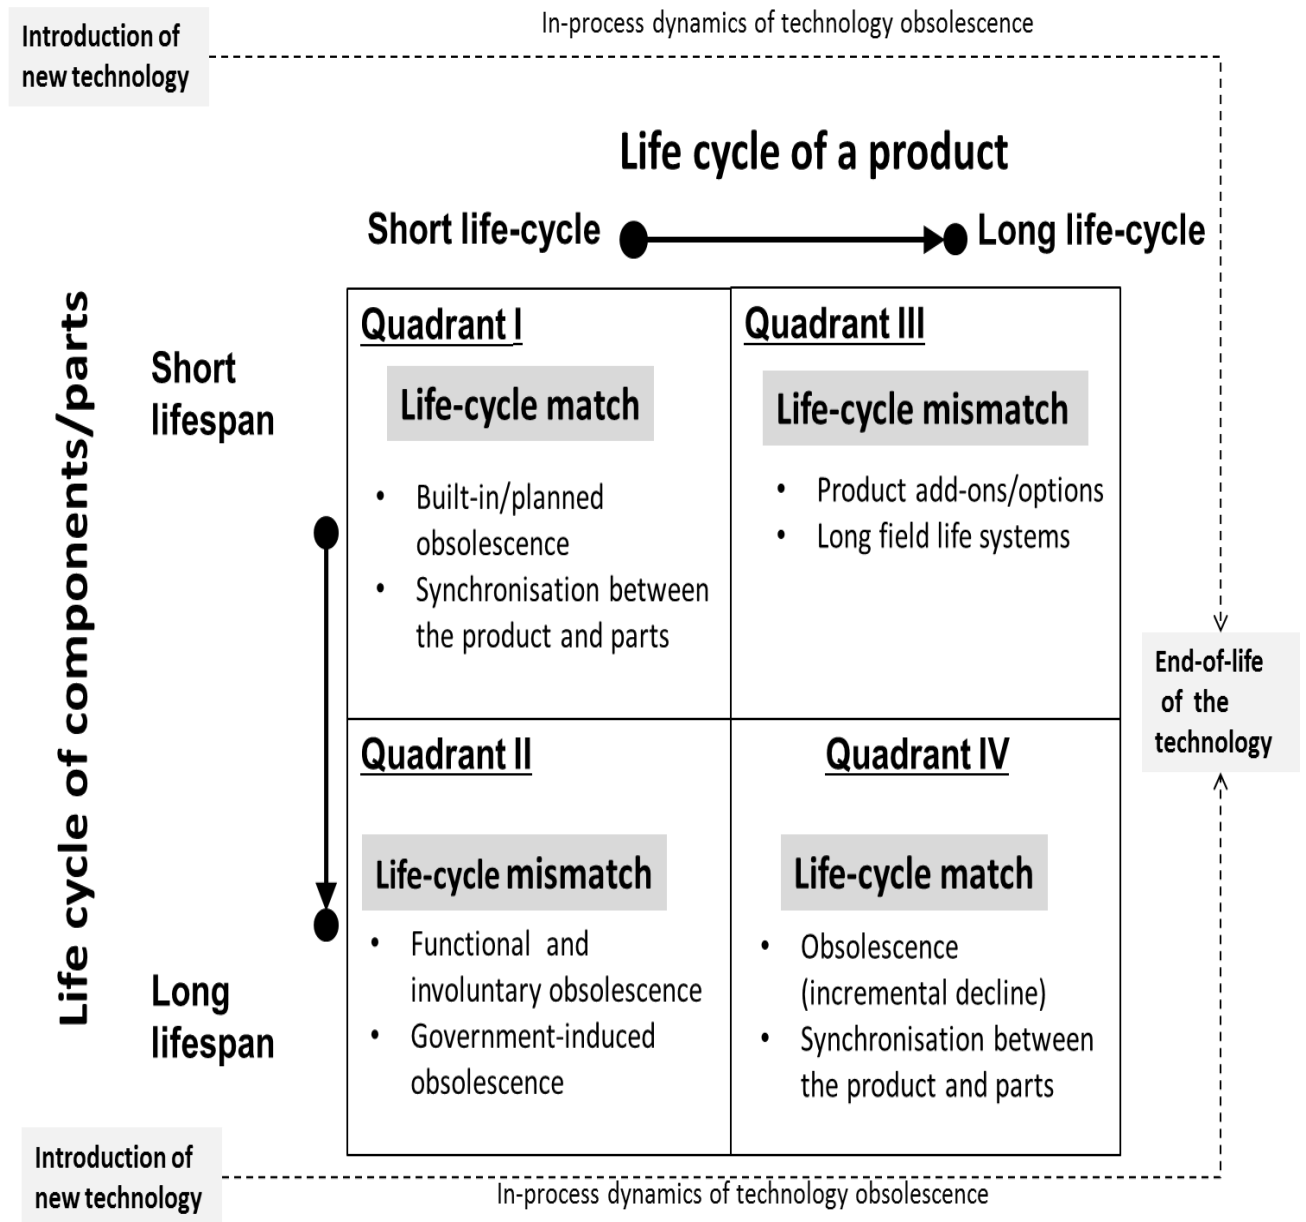 In-process dynamics of technology obsolescence
Introduction of
new technology
Life cycle of a product
Short life-cycle
Long life-cycle
Life cycle of components/parts
Short
lifespan
Long
lifespan
Quadrant I
Life-cycle match
• Built-in/planned
obsolescence
• Synchronisation between
the product and parts
Quadrant III
Life-cycle mismatch
• Product add-ons/options
• Long field life systems
Quadrant II
Life-cycle mismatch
• Functional and
involuntary obsolescence
• Government-induced
obsolescence
Quadrant IV
Life-cycle match
• Obsolescence
(incremental decline)
• Synchronisation between
the product and parts
End-of-life
of the
technology
Introduction of
new technology
In-process dynamics of technology obsolescence